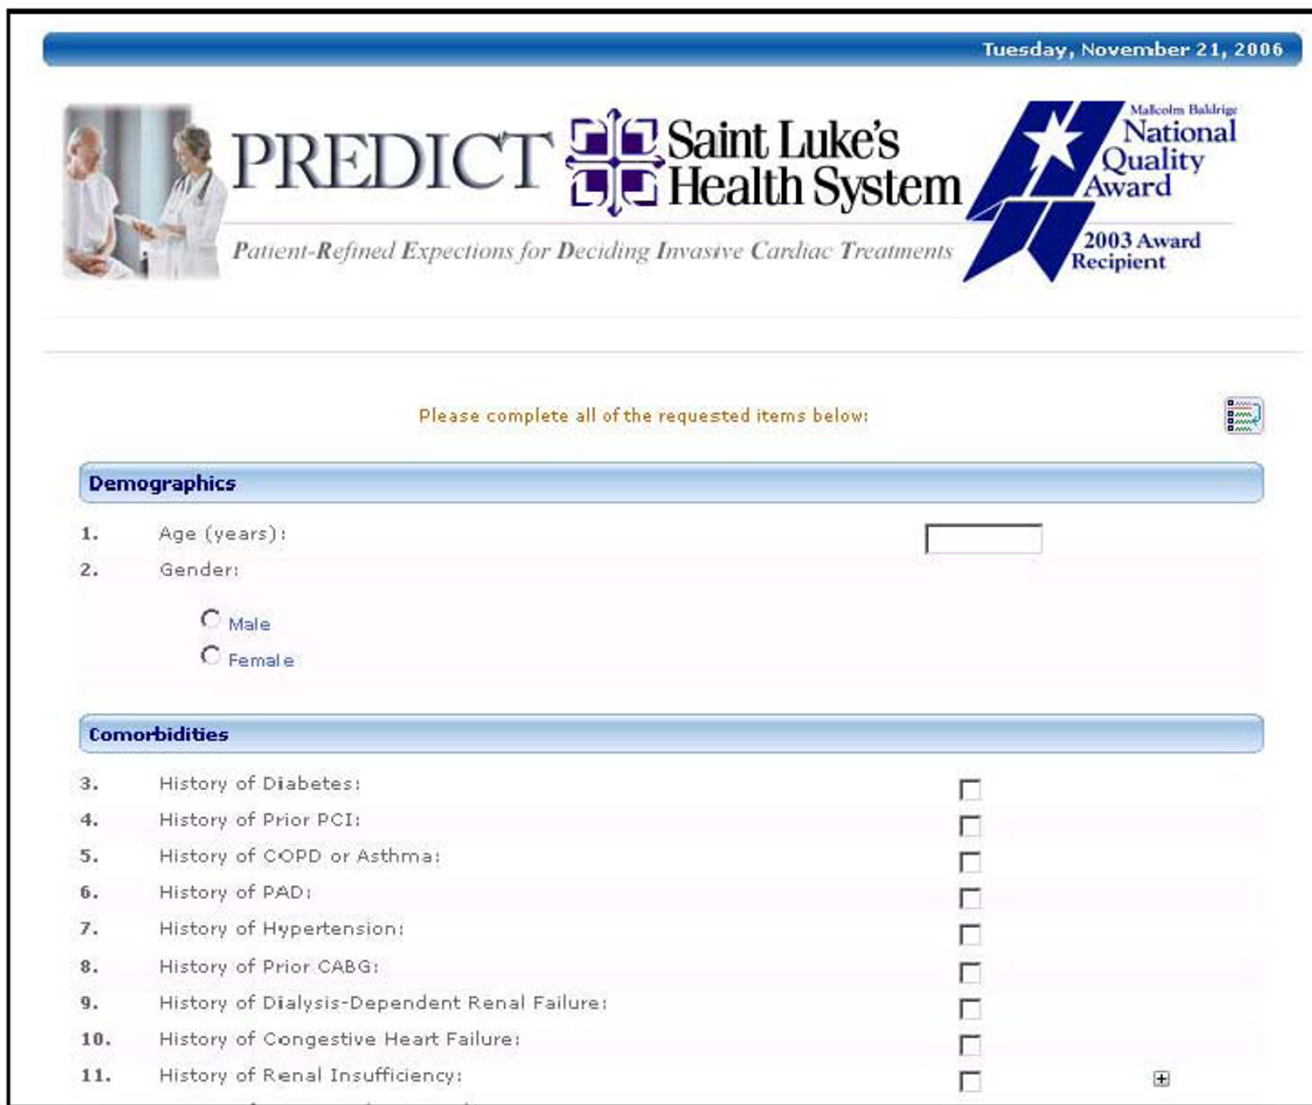 Tuesday, November 21, 2006
PREDICT
Saint Luke's
Health System
Malcolm Baldrige
National
Quality
Award
2003 Award
Recipient
Patient-Refined Expections for Deciding Invasive Cardiac Treatments
Please complete all of the requested items below:
Demographics
1. Age (years):
2. Gender:
Male
Female
Comorbidities
3. History of Diabetes:
4. History of Prior PCI:
5. History of COPD or Asthma:
6. History of PAD:
7. History of Hypertension:
8. History of Prior CABG:
9. History of Dialysis-Dependent Renal Failure:
10. History of Congestive Heart Failure:
11. History of Renal Insufficiency: